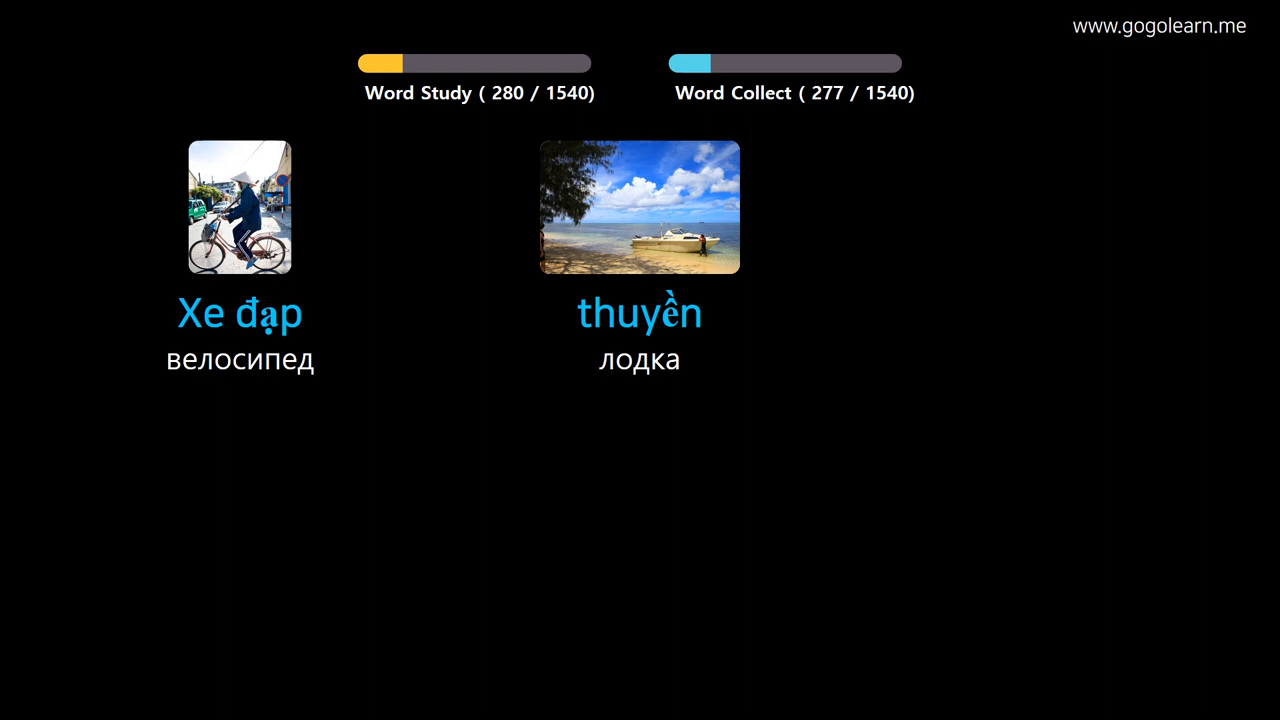 www.gogolearn.me
Word Study ( 280 / 1540)
Word Collect ( 277 / 1540)
Xe đạp
велосипед
thuyền
лодка